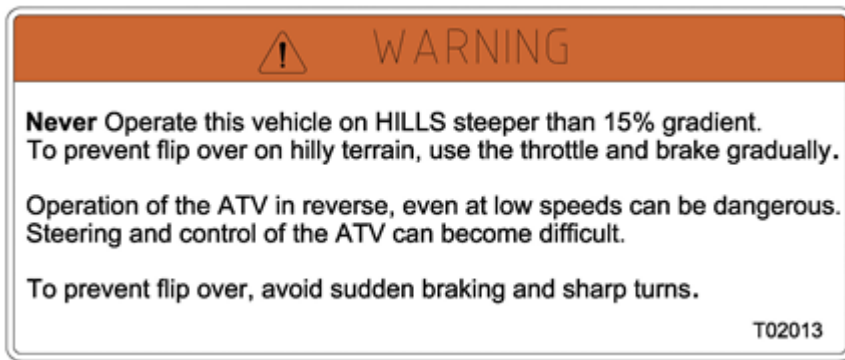 WARNING
Never Operate this vehicle on HILLS steeper than 15% gradient.
To prevent flip over on hilly terrain, use the throttle and brake gradually.
Operation of the ATV in reverse, even at low speeds can be dangerous.
Steering and control of the ATV can become difficult.
To prevent flip over, avoid sudden braking and sharp turns.
T02013